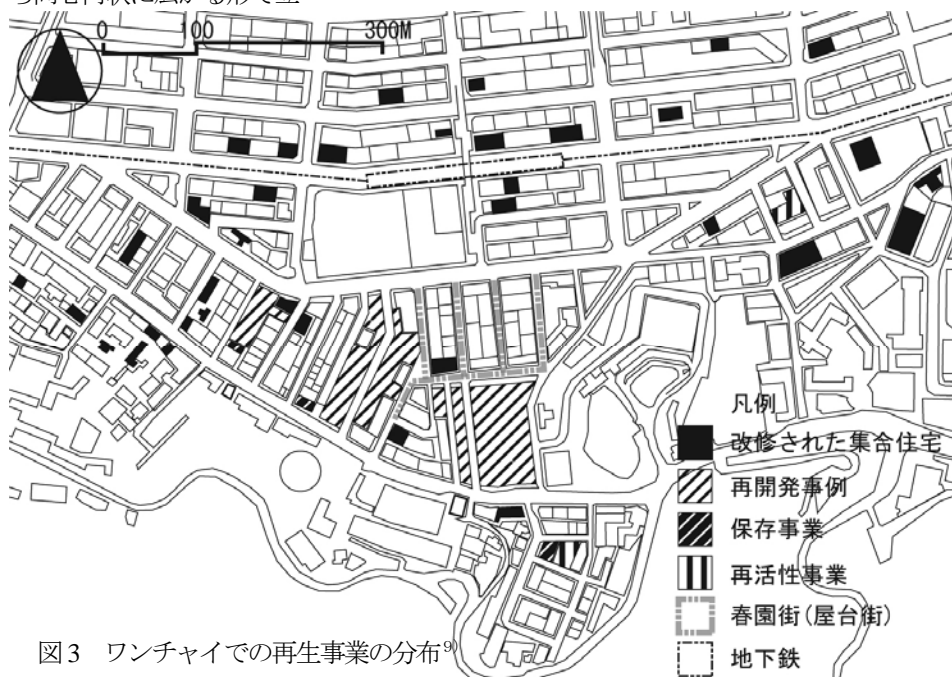 0 100 300M
凡例
改修された集合住宅
再開発事例
保存事業
再活性事業
春園街(屋台街)
地下鉄
図3 ワンチャイでの再生事業の分布9)